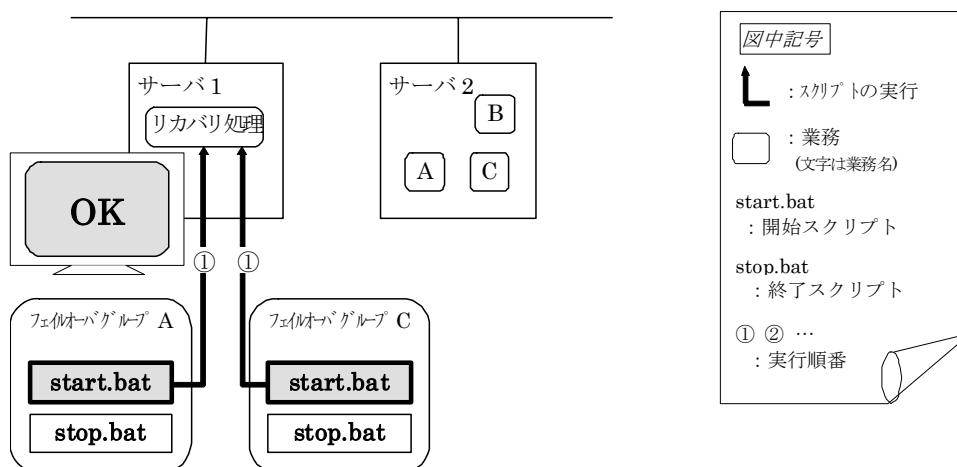 サーバ 1
リカバリ処理
OK
サーバ 2
B
A
C
①
①
フェイルオーバグループ A
start.bat
stop.bat
フェイルオーバグループ C
start.bat
stop.bat
図中記号
：スクリプトの実行
：業務
(文字は業務名)
start.bat
：開始スクリプト
stop.bat
：終了スクリプト
① ② …
：実行順番